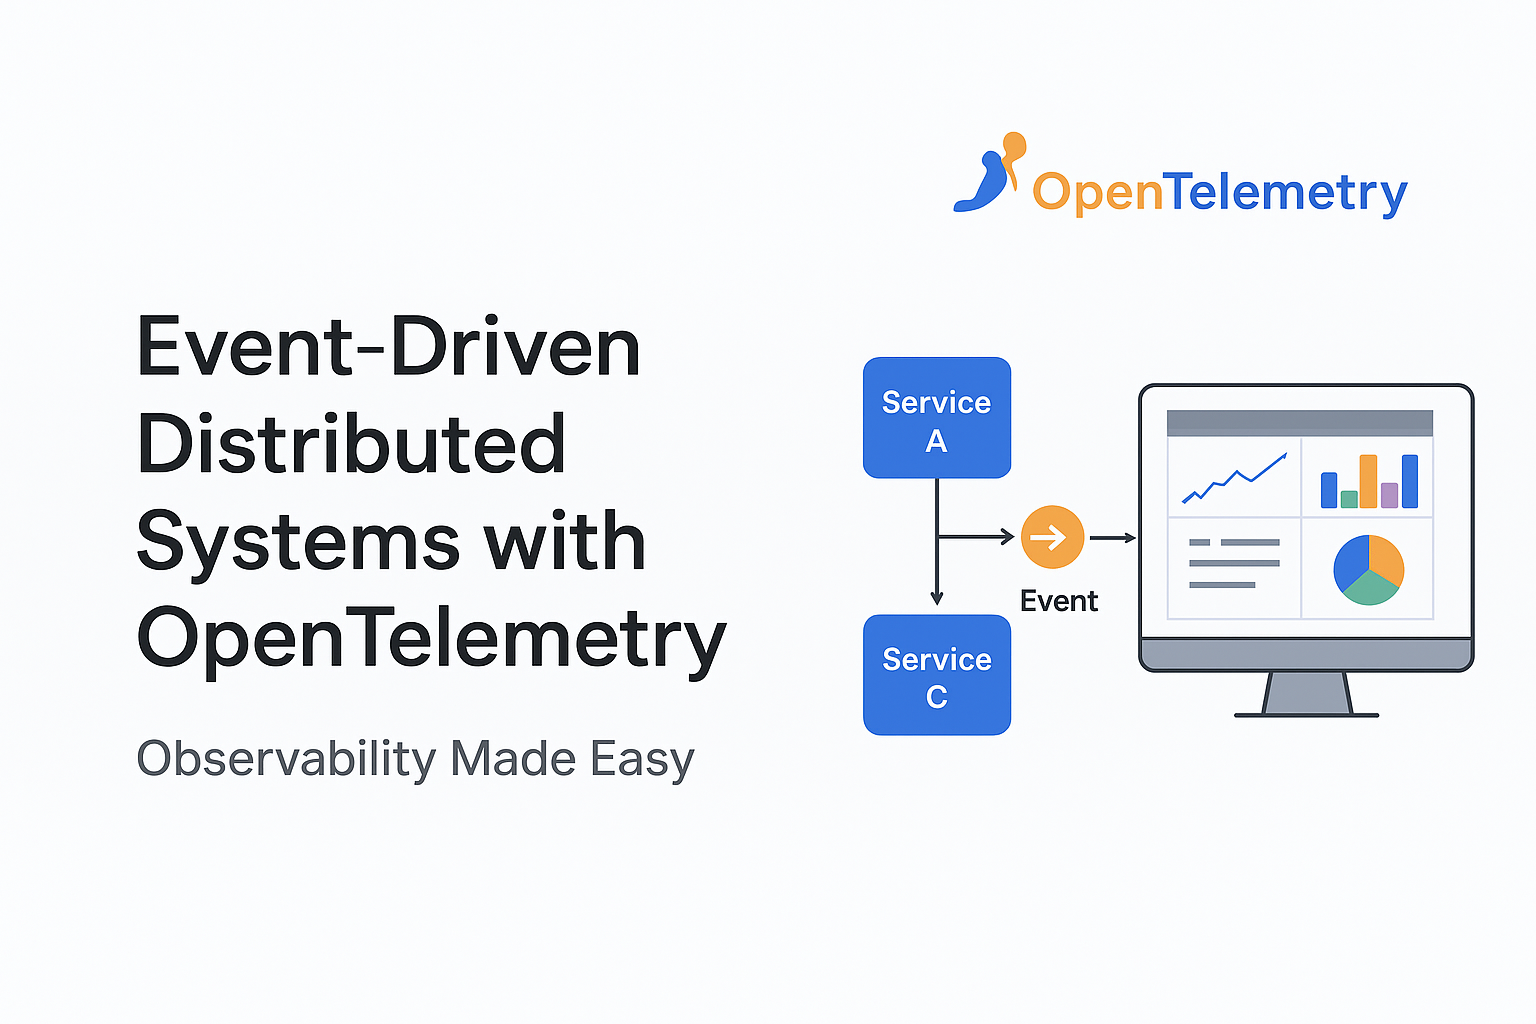 OpenTelemetry
Event-Driven
Distributed
Systems with
OpenTelemetry
Observability Made Easy
Service
A
Event
Service
C